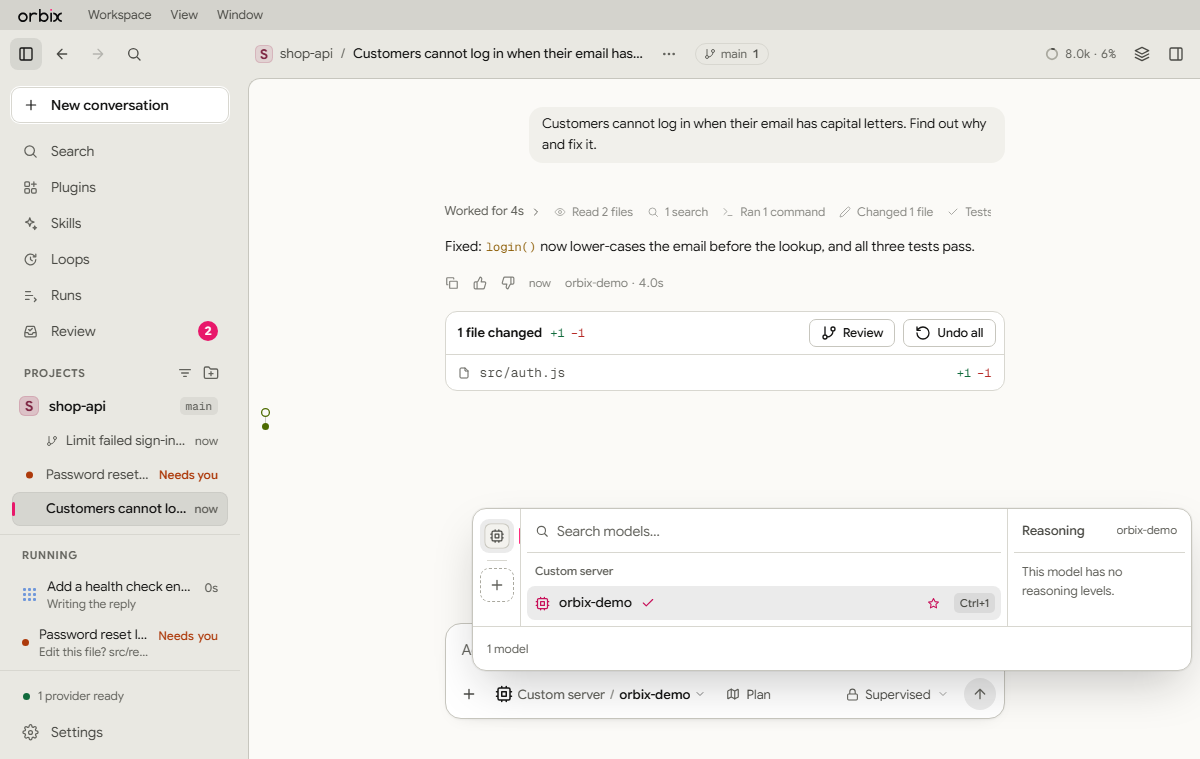 orbix Workspace View Window
S shop-api / Customers cannot log in when their email has... main 1 8.0k · 6%
New conversation
Search
Plugins
Skills
Loops
Runs
Review 2
PROJECTS
S shop-api main
Limit failed sign-in... now
Password reset... Needs you
Customers cannot lo... now
RUNNING
Add a health check en... 0s
Writing the reply
Password reset l... Needs you
Edit this file? src/re...
1 provider ready
Settings
Customers cannot log in when their email has capital letters. Find out why
and fix it.
Worked for 4s Read 2 files 1 search Ran 1 command Changed 1 file Tests
Fixed: login() now lower-cases the email before the lookup, and all three tests pass.
now orbix-demo · 4.0s
1 file changed +1 −1 Review Undo all
src/auth.js +1 −1
Search models...
Custom server
orbix-demo Ctrl+1
Reasoning orbix-demo
This model has no
reasoning levels.
1 model
Custom server / orbix-demo Plan Supervised